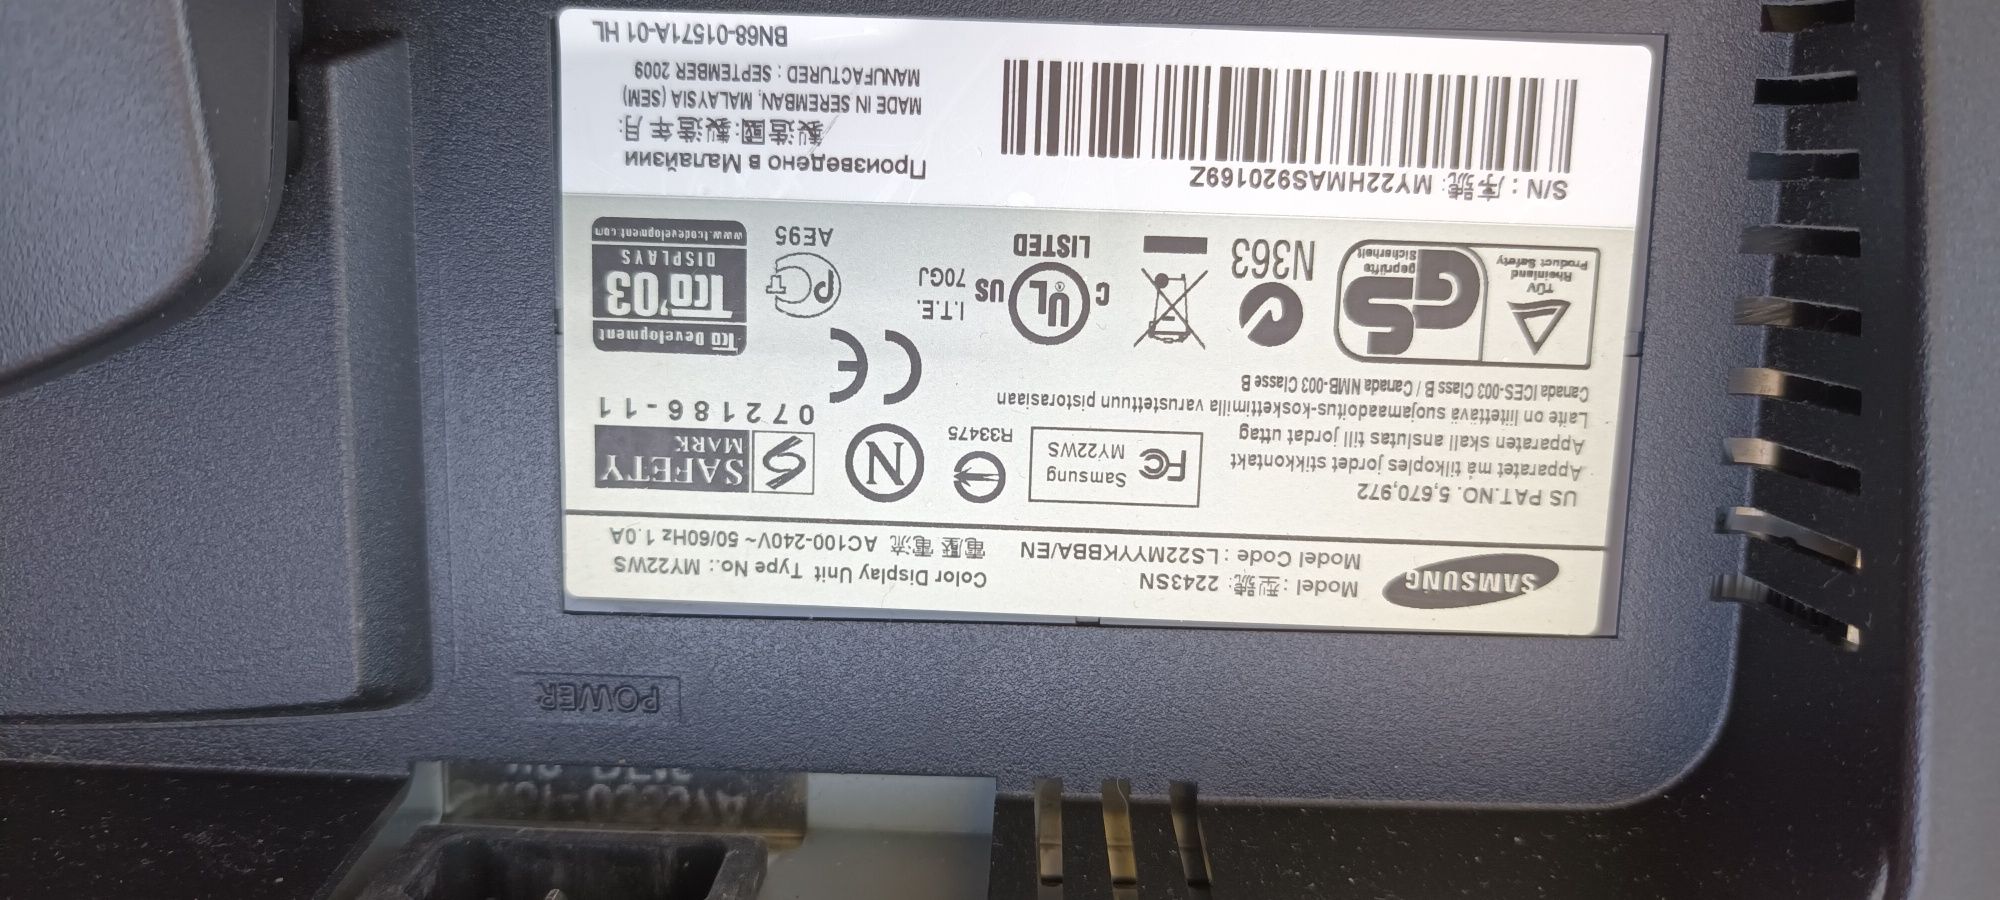 SAMSUNG
Model : 型號: 2243SN
Model Code : LS22MYYKBBA/EN
Color Display Unit Type No.: MY22WS
電壓 電流 AC100-240V~ 50/60Hz 1.0A
US PAT.NO. 5,670,972
Apparatet må tilkoples jordet stikkontakt
Apparaten skall anslutas till jordat uttag
Laite on liitettävä suojamaadoitus-koskettimilla varustettuun pistorasiaan
Canada ICES-003 Class B / Canada NMB-003 Classe B
FC
Samsung
MY22WS
R33475
N
SAFETY
MARK
072186-11
TÜV
Rheinland
Product Safety
GS
geprüfte
Sicherheit
N363
C UL US
LISTED
I.T.E.
70GJ
CE
PCT
AE95
TCO Development
TCO'03
DISPLAYS
www.tcodevelopment.com
S/N : 序號: MY22HMAS920169Z
Произведено в Малайзии
製造國: 製造年月:
MADE IN SEREMBAN, MALAYSIA (SEM)
MANUFACTURED : SEPTEMBER 2009
BN68-01571A-01 HL
POWER